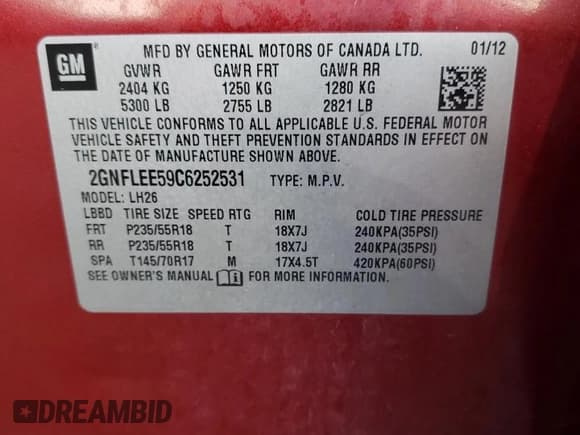 GM
MFD BY GENERAL MOTORS OF CANADA LTD. 01/12
GVWR GAWR FRT GAWR RR
2404 KG 1250 KG 1280 KG
5300 LB 2755 LB 2821 LB
THIS VEHICLE CONFORMS TO ALL APPLICABLE U.S. FEDERAL MOTOR
VEHICLE SAFETY AND THEFT PREVENTION STANDARDS IN EFFECT ON
THE DATE OF MANUFACTURE SHOWN ABOVE.
2GNFLEE59C6252531 TYPE: M.P.V.
MODEL: LH26
LBBD TIRE SIZE SPEED RTG RIM COLD TIRE PRESSURE
FRT P235/55R18 T 18X7J 240KPA(35PSI)
RR P235/55R18 T 18X7J 240KPA(35PSI)
SPA T145/70R17 M 17X4.5T 420KPA(60PSI)
SEE OWNER'S MANUAL FOR MORE INFORMATION.
DREAMBID